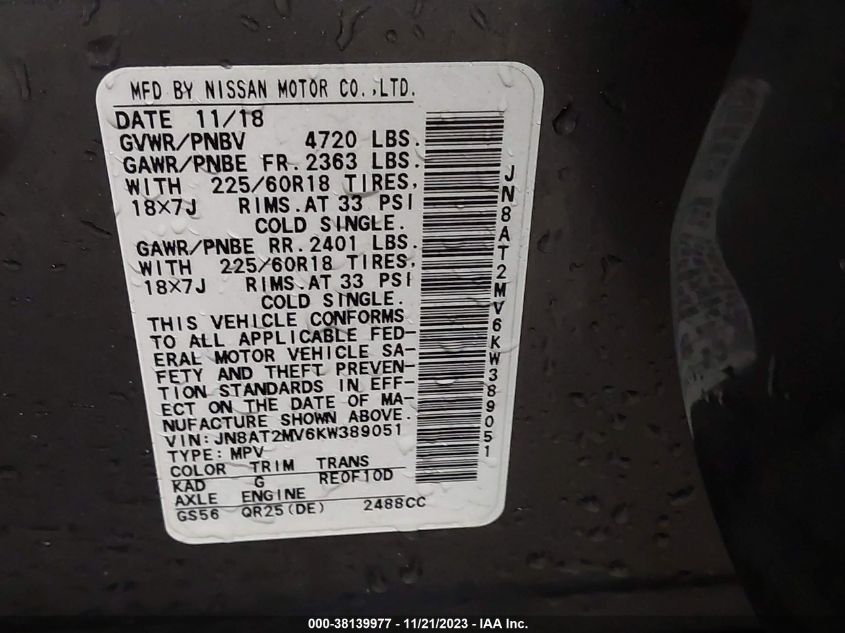 MFD BY NISSAN MOTOR CO.,LTD.
DATE 11/18
GVWR/PNBV 4720 LBS.
GAWR/PNBE FR. 2363 LBS.
WITH 225/60R18 TIRES,
18×7J RIMS. AT 33 PSI
COLD SINGLE.
GAWR/PNBE RR. 2401 LBS.
WITH 225/60R18 TIRES,
18×7J RIMS. AT 33 PSI
COLD SINGLE.
THIS VEHICLE CONFORMS
TO ALL APPLICABLE FED-
ERAL MOTOR VEHICLE SA-
FETY AND THEFT PREVEN-
TION STANDARDS IN EFF-
ECT ON THE DATE OF MA-
NUFACTURE SHOWN ABOVE.
VIN: JN8AT2MV6KW389051
TYPE: MPV
COLOR TRIM TRANS
KAD G RE0F10D
AXLE ENGINE
GS56 QR25(DE) 2488CC
JN8AT2MV6KW389051
000-38139977 - 11/21/2023 - IAA Inc.